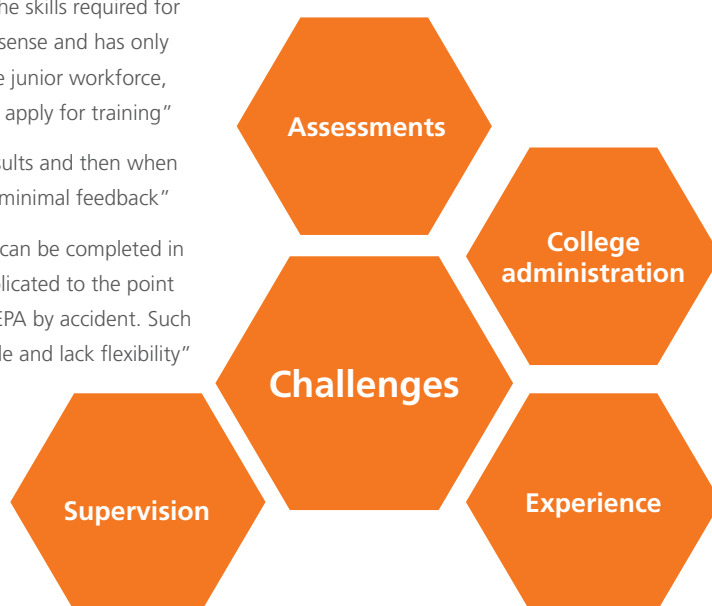 he skills required for
sense and has only
e junior workforce,
apply for training”
sults and then when
minimal feedback”
can be completed in
plicated to the point
EPA by accident. Such
le and lack flexibility”
Assessments
College
administration
Challenges
Supervision
Experience